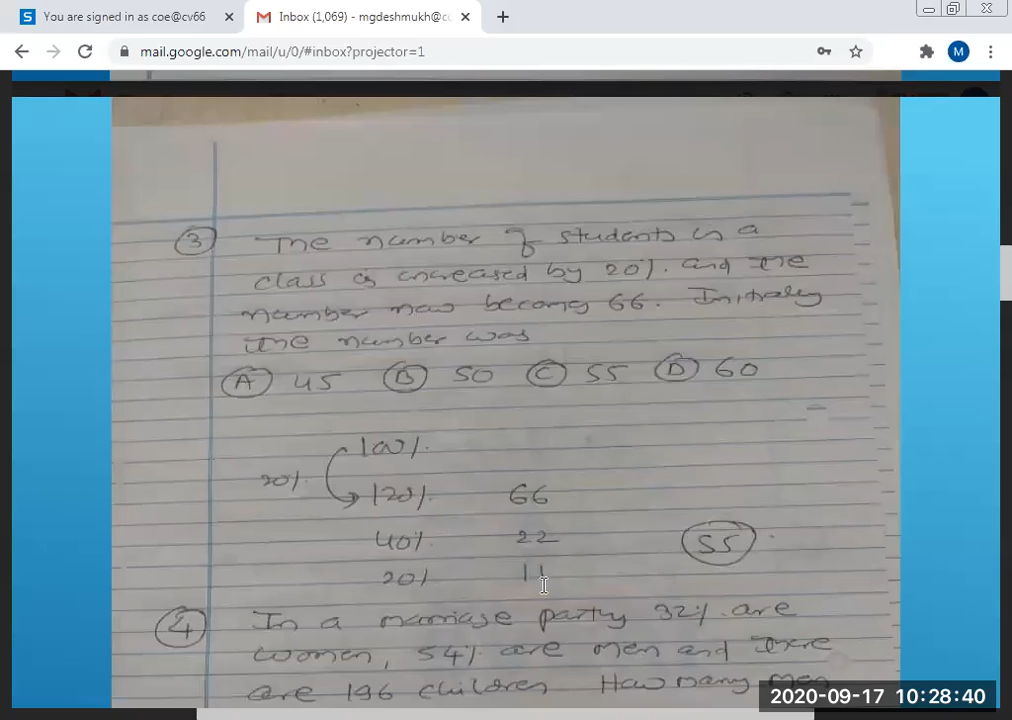 You are signed in as coe@cv66
Inbox (1,069) - mgdeshmukh@co
mail.google.com/mail/u/0/#inbox?projector=1
M
3 The number of students in a
class is increased by 20%. and the
number now becomes 66. Initially
the number was
A 45 B 50 C 55 D 60
100%.
20%.
120%. 66
40%. 22
55
20% 11
4 In a marriage party 32%. are
women, 54% are men and there
are 196 children How many men
2020-09-17 10:28:40